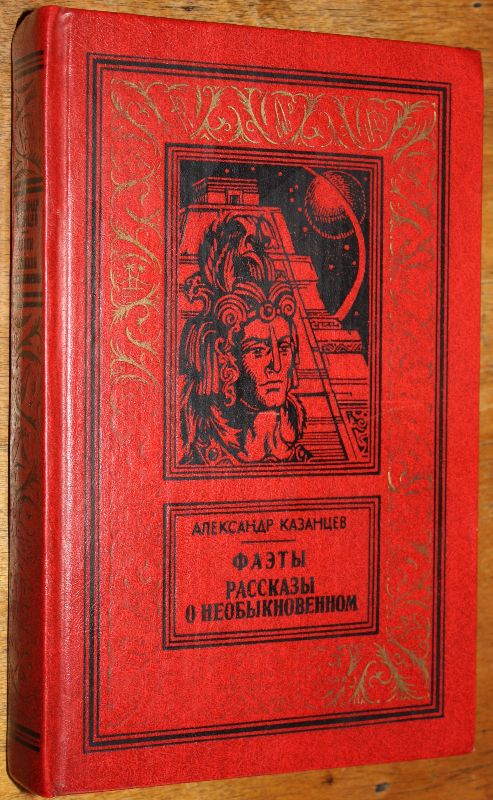 АЛЕКСАНДР КАЗАНЦЕВ
ФАЭТЫ
РАССКАЗЫ
О НЕОБЫКНОВЕННОМ